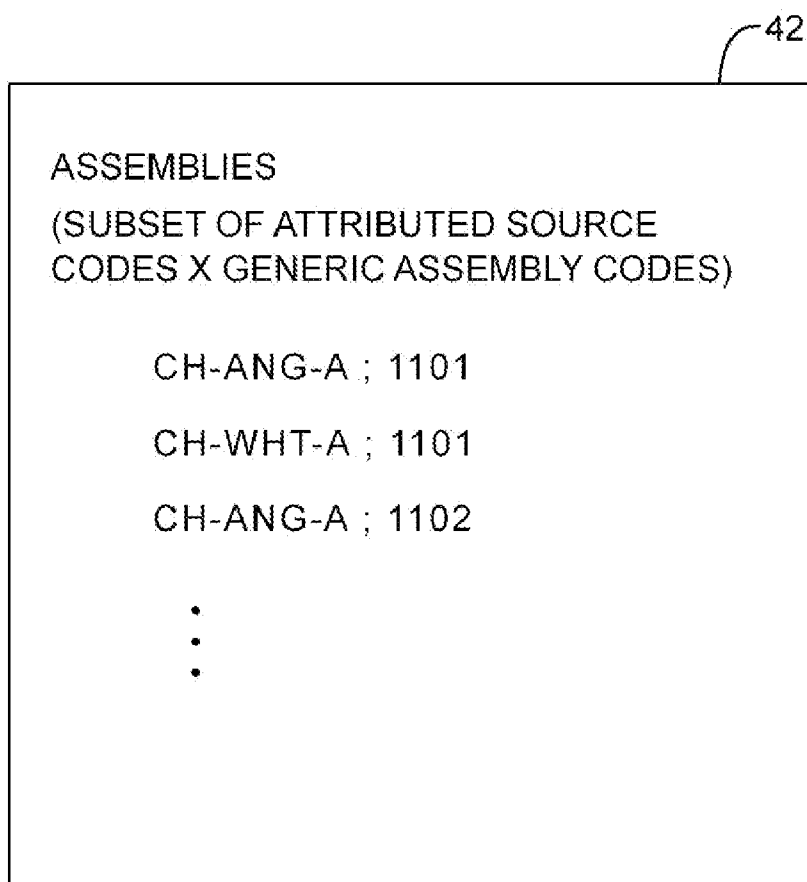 42
ASSEMBLIES
(SUBSET OF ATTRIBUTED SOURCE
CODES X GENERIC ASSEMBLY CODES)
CH-ANG-A ; 1101
CH-WHT-A ; 1101
CH-ANG-A ; 1102